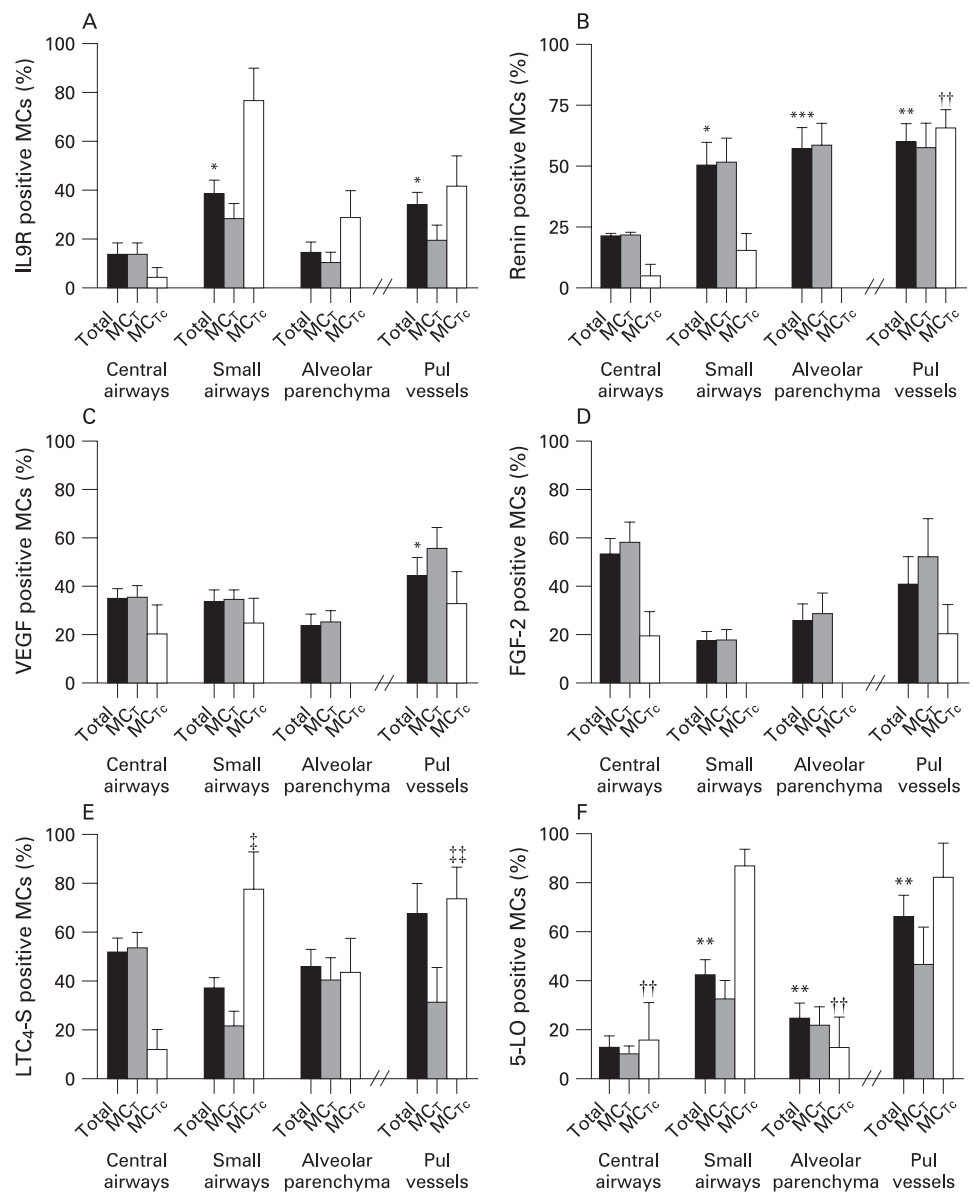 A
IL9R positive MCs (%)
100
80
60
40
20
0
*
*
Total MCT MCTC Total MCT MCTC Total MCT MCTC Total MCT MCTC
Central airways
Small airways
Alveolar parenchyma
Pul vessels
B
Renin positive MCs (%)
100
75
50
25
0
*
***
**
††
Total MCT MCTC Total MCT MCTC Total MCT MCTC Total MCT MCTC
Central airways
Small airways
Alveolar parenchyma
Pul vessels
C
VEGF positive MCs (%)
100
80
60
40
20
0
*
Total MCT MCTC Total MCT MCTC Total MCT MCTC Total MCT MCTC
Central airways
Small airways
Alveolar parenchyma
Pul vessels
D
FGF-2 positive MCs (%)
100
80
60
40
20
0
Total MCT MCTC Total MCT MCTC Total MCT MCTC Total MCT MCTC
Central airways
Small airways
Alveolar parenchyma
Pul vessels
E
LTC4-S positive MCs (%)
100
80
60
40
20
0
‡
‡‡
Total MCT MCTC Total MCT MCTC Total MCT MCTC Total MCT MCTC
Central airways
Small airways
Alveolar parenchyma
Pul vessels
F
5-LO positive MCs (%)
100
80
60
40
20
0
††
**
**
††
**
Total MCT MCTC Total MCT MCTC Total MCT MCTC Total MCT MCTC
Central airways
Small airways
Alveolar parenchyma
Pul vessels